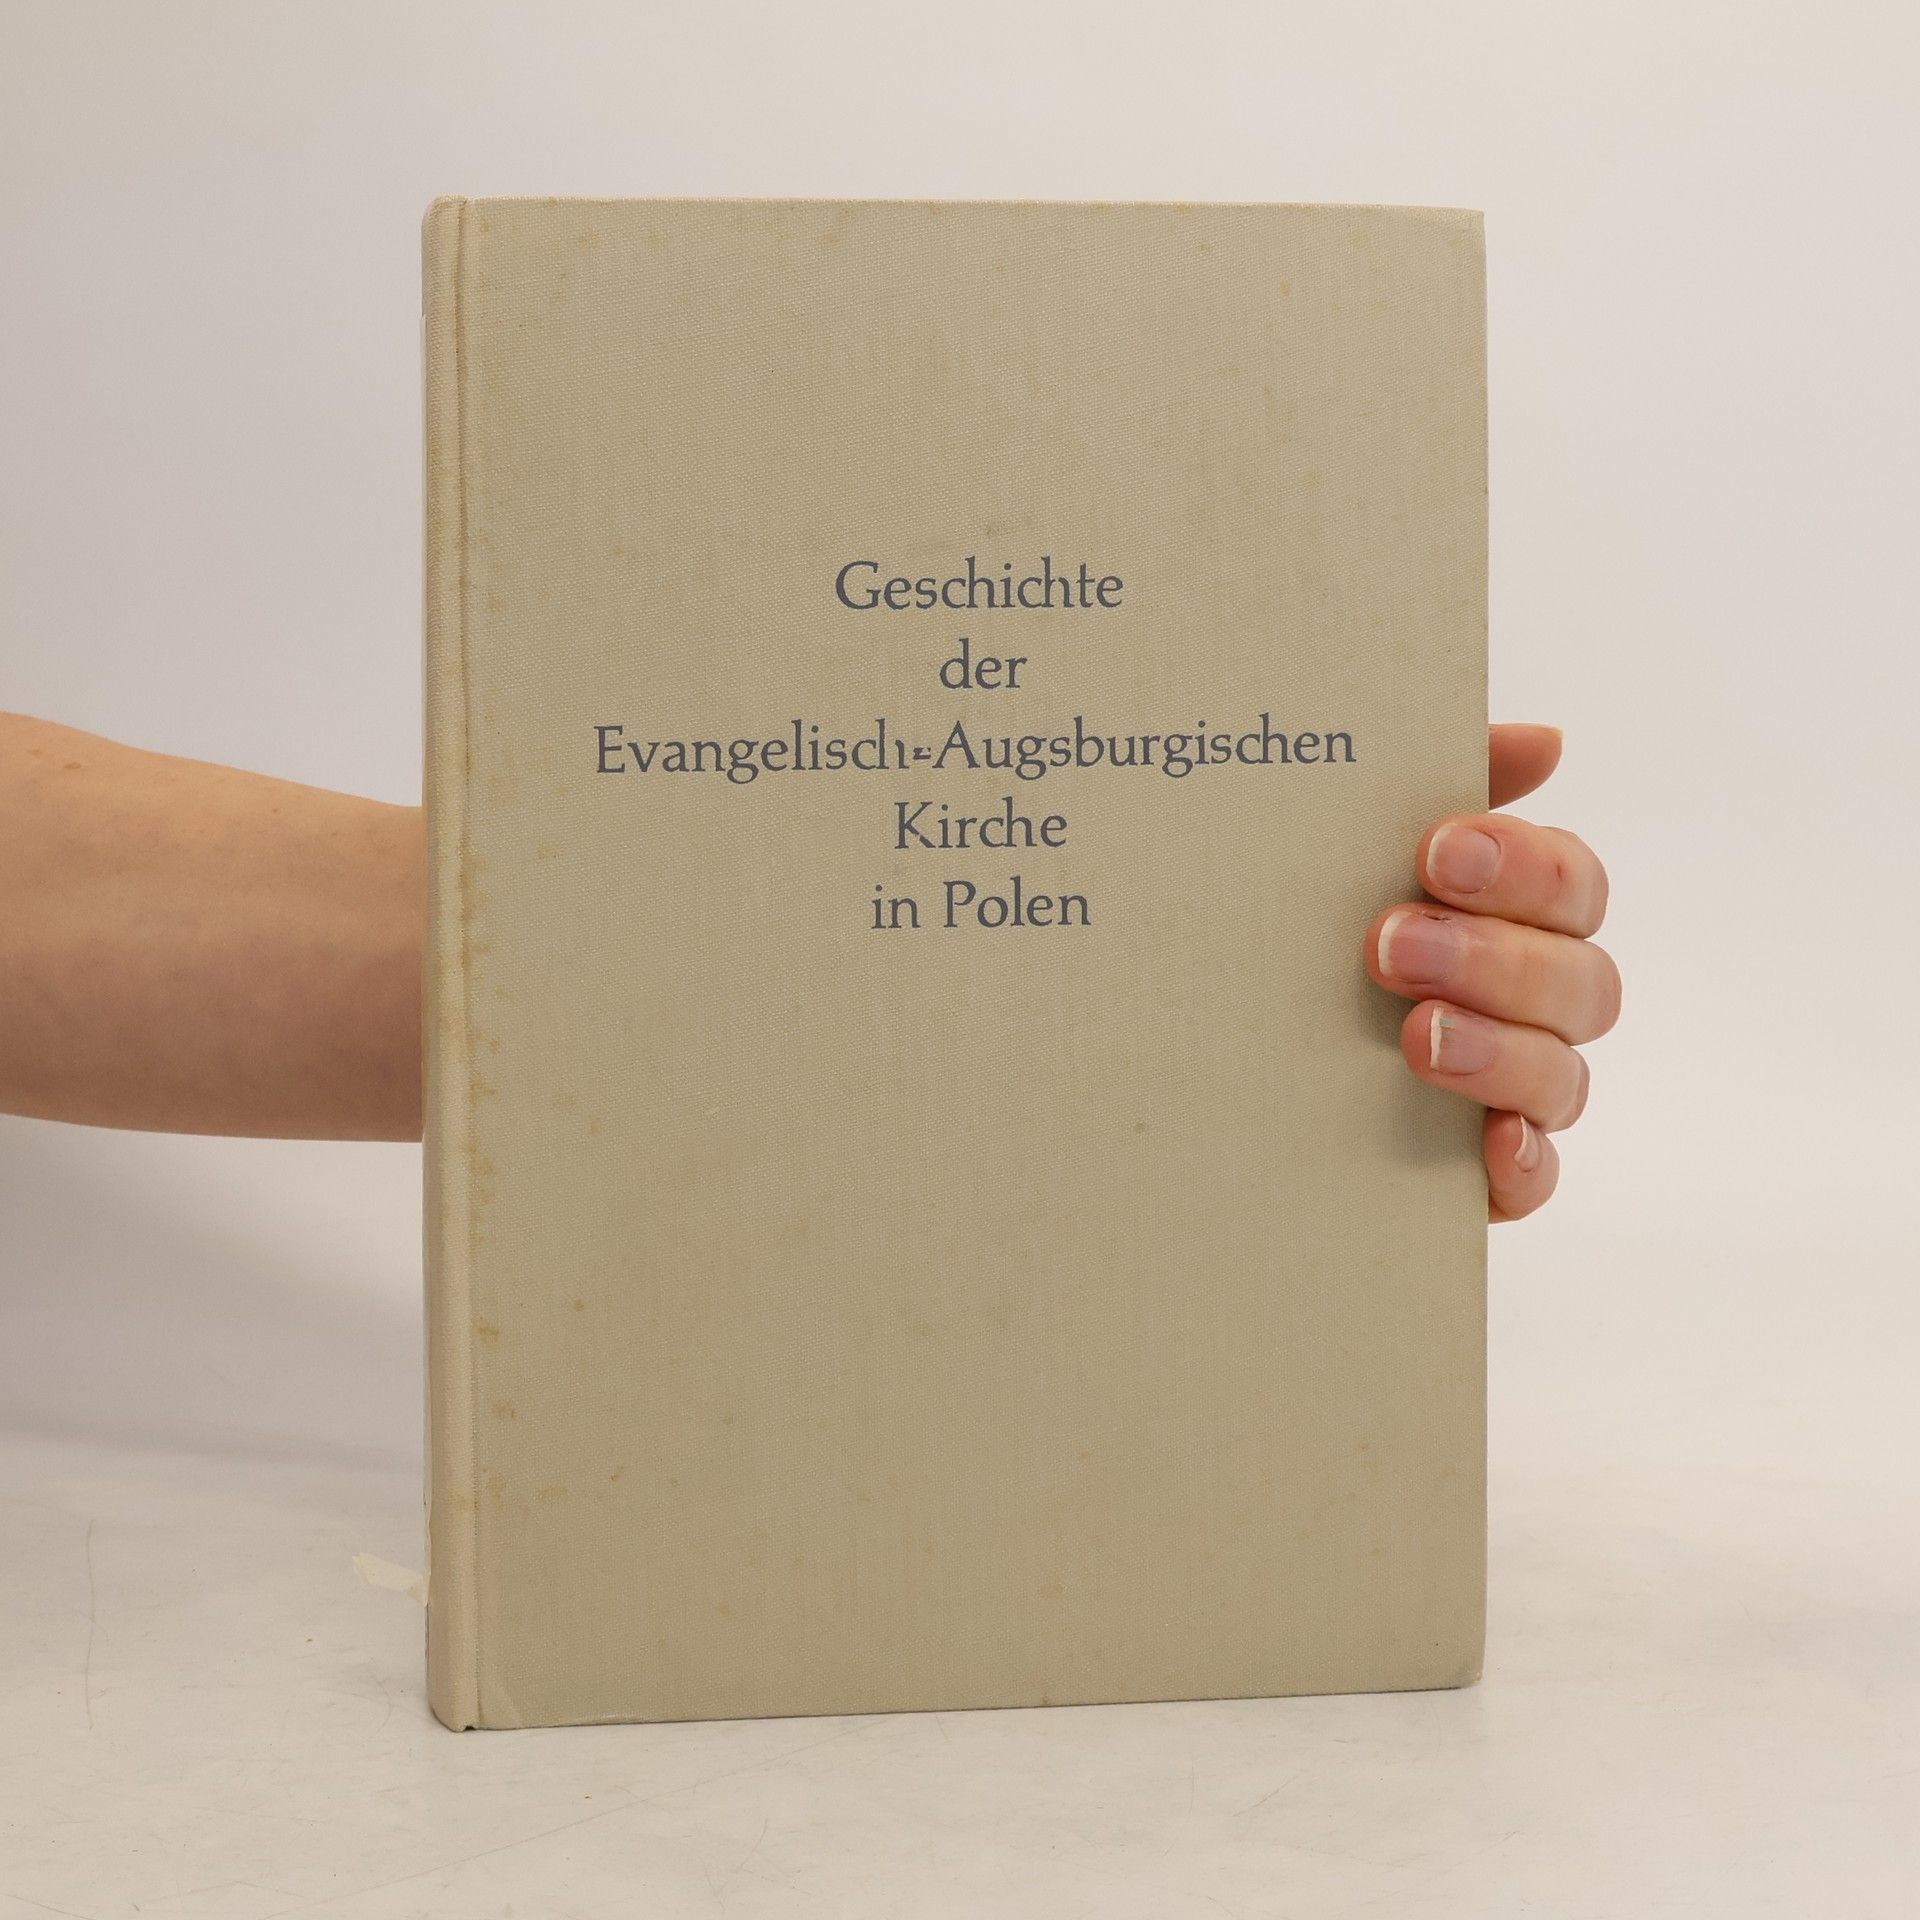 Geschichte
der
Evangelisch-Augsburgischen
Kirche
in Polen